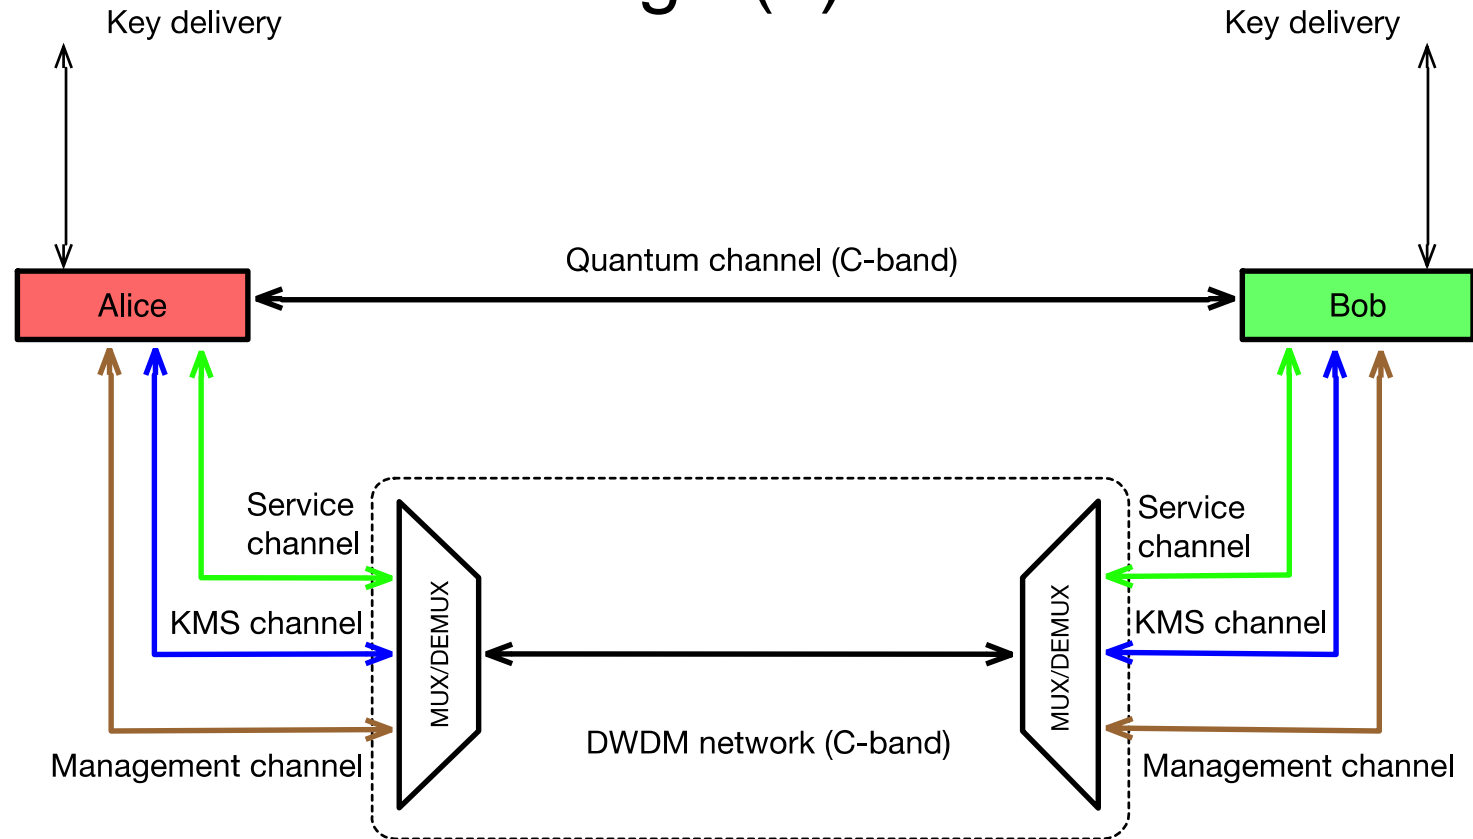 Key delivery
Key delivery
Quantum channel (C-band)
Alice
Bob
Service
channel
Service
channel
KMS channel
KMS channel
MUX/DEMUX
MUX/DEMUX
DWDM network (C-band)
Management channel
Management channel